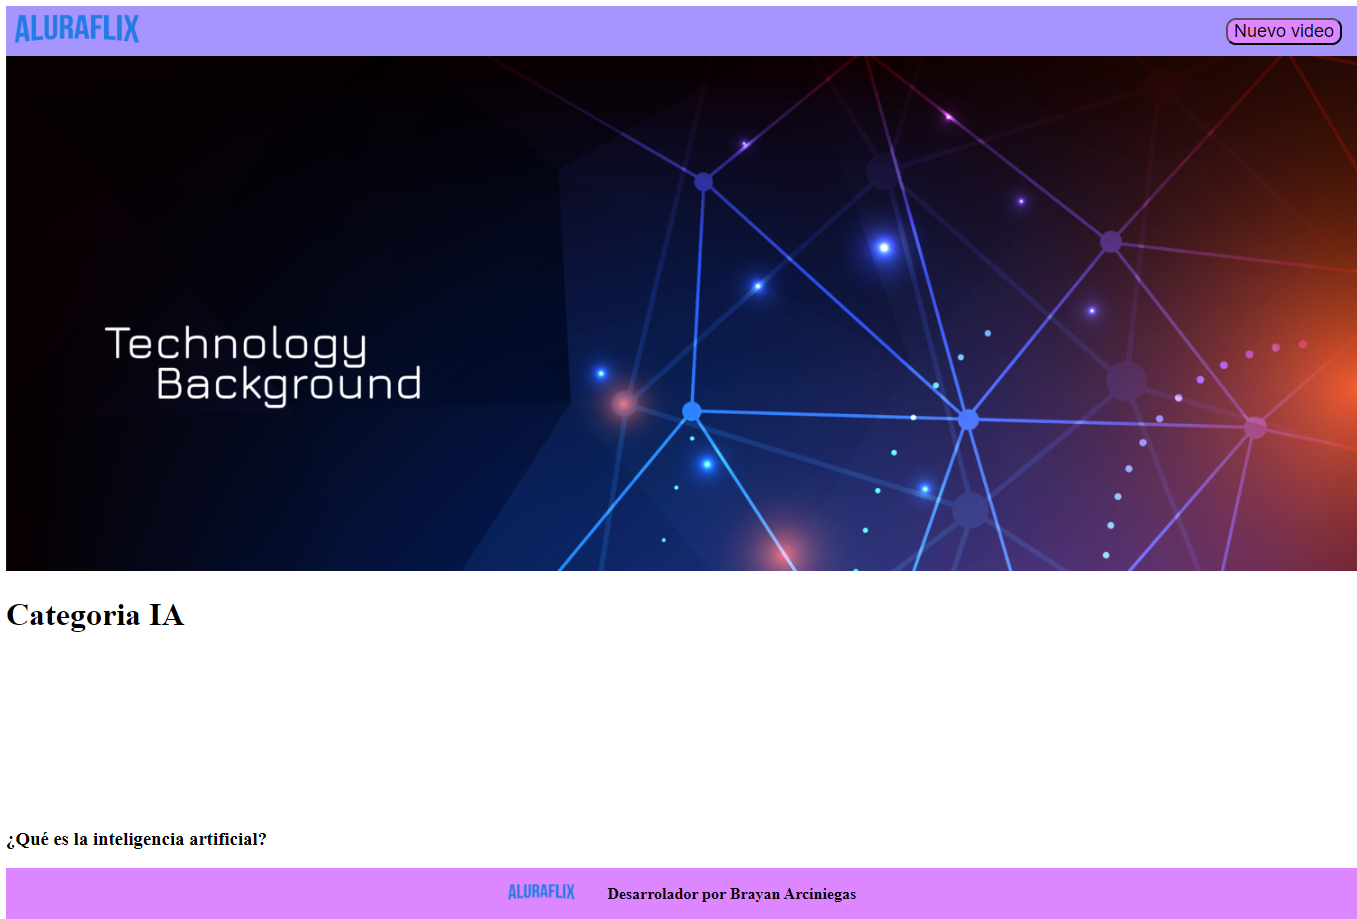 ALURAFLIX
Nuevo video
Technology
Background
Categoria IA
¿Qué es la inteligencia artificial?
ALURAFLIX
Desarrolador por Brayan Arciniegas